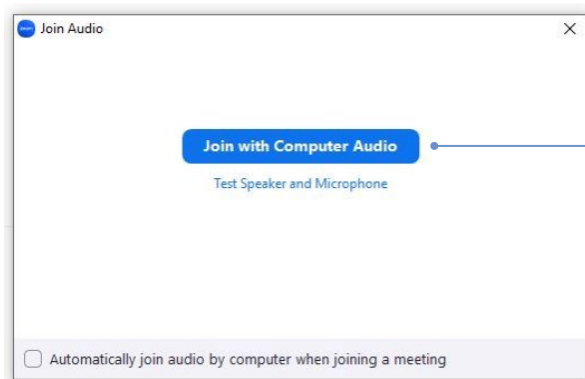 Join Audio
Join with Computer Audio
Test Speaker and Microphone
Automatically join audio by computer when joining a meeting